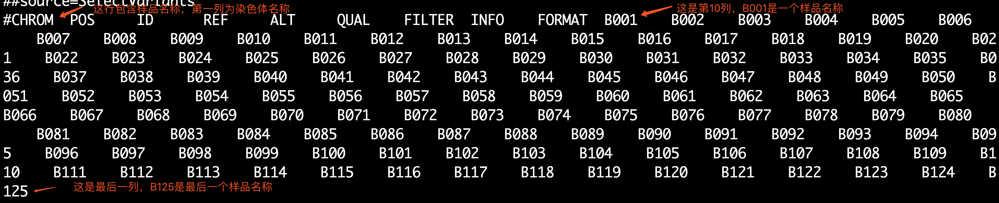 ##source=SelectVariants
这行包含样品名称，第一列为染色体名称
这是第10列，B001是一个样品名称
#CHROM POS ID REF ALT QUAL FILTER INFO FORMAT B001 B002 B003 B004 B005 B006
B007 B008 B009 B010 B011 B012 B013 B014 B015 B016 B017 B018 B019 B020 B02
1 B022 B023 B024 B025 B026 B027 B028 B029 B030 B031 B032 B033 B034 B035 B0
36 B037 B038 B039 B040 B041 B042 B043 B044 B045 B046 B047 B048 B049 B050 B
051 B052 B053 B054 B055 B056 B057 B058 B059 B060 B061 B062 B063 B064 B065
B066 B067 B068 B069 B070 B071 B072 B073 B074 B075 B076 B077 B078 B079 B080
B081 B082 B083 B084 B085 B086 B087 B088 B089 B090 B091 B092 B093 B094 B09
5 B096 B097 B098 B099 B100 B101 B102 B103 B104 B105 B106 B107 B108 B109 B1
10 B111 B112 B113 B114 B115 B116 B117 B118 B119 B120 B121 B122 B123 B124 B
125
这是最后一列，B125是最后一个样品名称